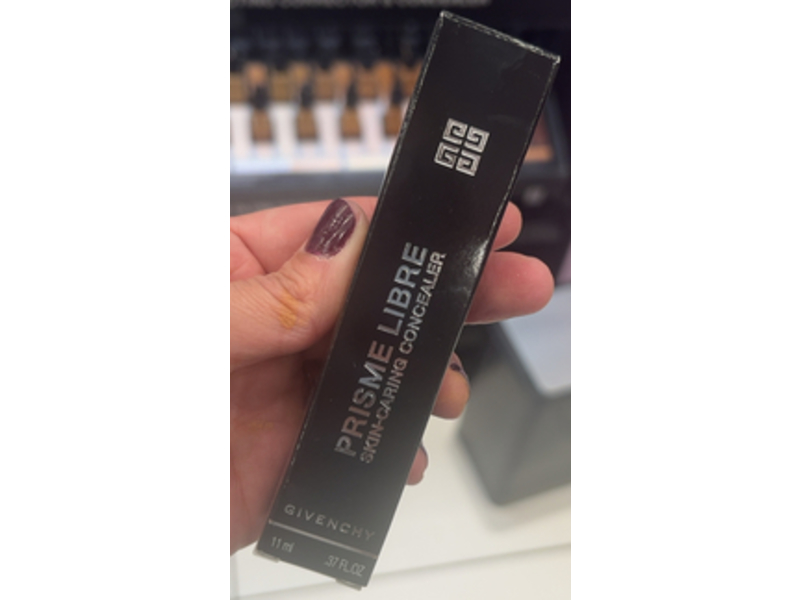 PRISME LIBRE
SKIN-CARING CONCEALER
GIVENCHY
11 ml .37 FL.OZ